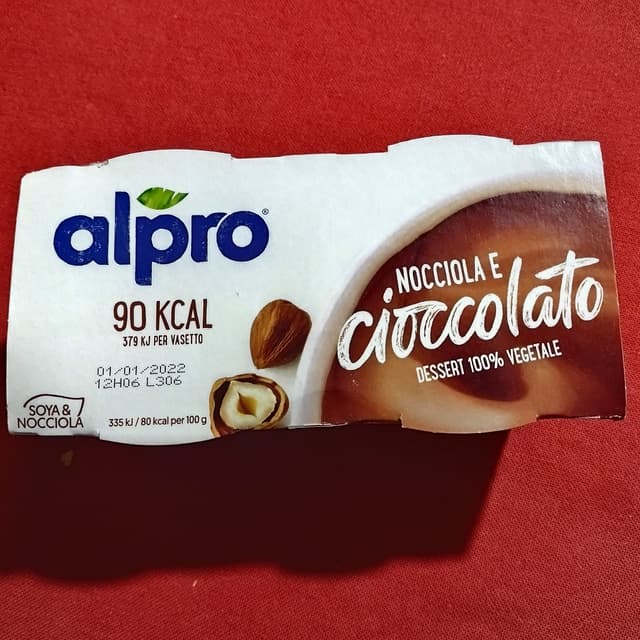 alpro®
90 KCAL
379 KJ PER VASETTO
01/01/2022
12H06 L306
SOYA &
NOCCIOLA
335 kJ / 80 kcal per 100 g
NOCCIOLA E
cioccolato
DESSERT 100% VEGETALE